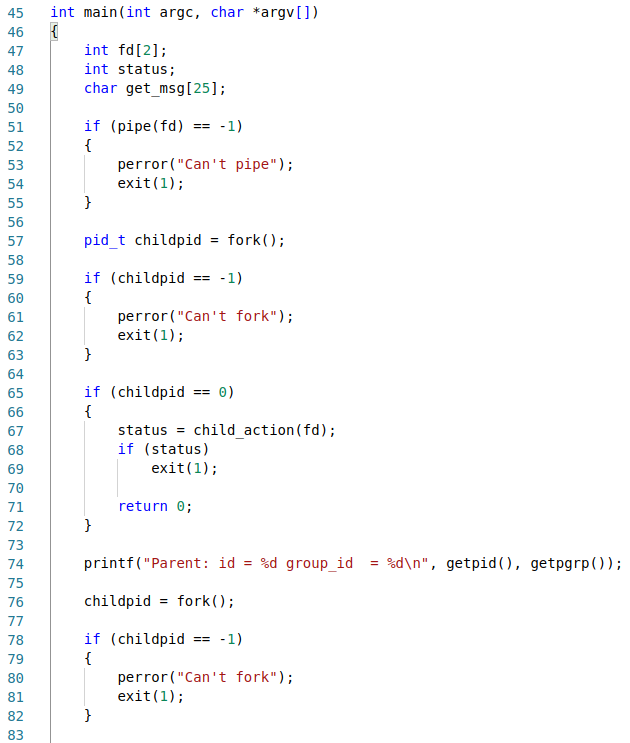 45 int main(int argc, char *argv[])
46 {
47     int fd[2];
48     int status;
49     char get_msg[25];
50
51     if (pipe(fd) == -1)
52     {
53         perror("Can't pipe");
54         exit(1);
55     }
56
57     pid_t childpid = fork();
58
59     if (childpid == -1)
60     {
61         perror("Can't fork");
62         exit(1);
63     }
64
65     if (childpid == 0)
66     {
67         status = child_action(fd);
68         if (status)
69             exit(1);
70
71         return 0;
72     }
73
74     printf("Parent: id = %d group_id  = %d\n", getpid(), getpgrp());
75
76     childpid = fork();
77
78     if (childpid == -1)
79     {
80         perror("Can't fork");
81         exit(1);
82     }
83